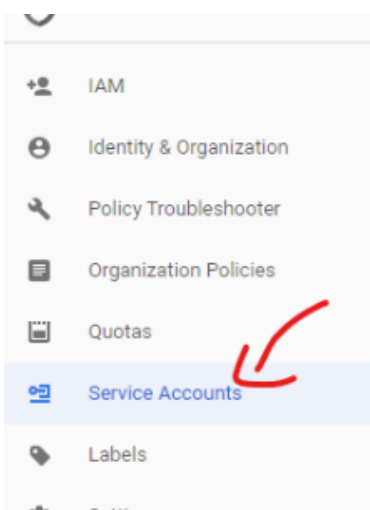 IAM
Identity & Organization
Policy Troubleshooter
Organization Policies
Quotas
Service Accounts
Labels